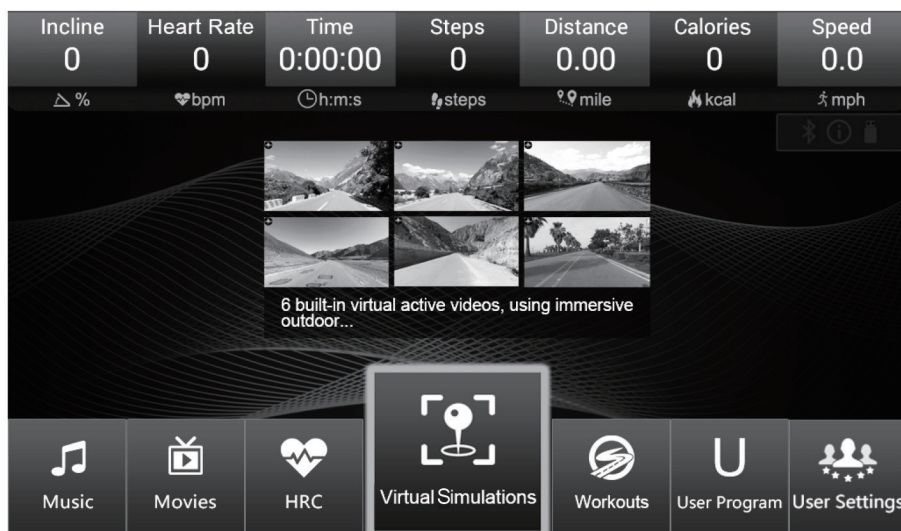 Incline Heart Rate Time Steps Distance Calories Speed
0 0 0:00:00 0 0.00 0 0.0
% bpm h:m:s steps mile kcal mph
6 built-in virtual active videos, using immersive
outdoor...
Music Movies HRC Virtual Simulations Workouts User Program User Settings
U